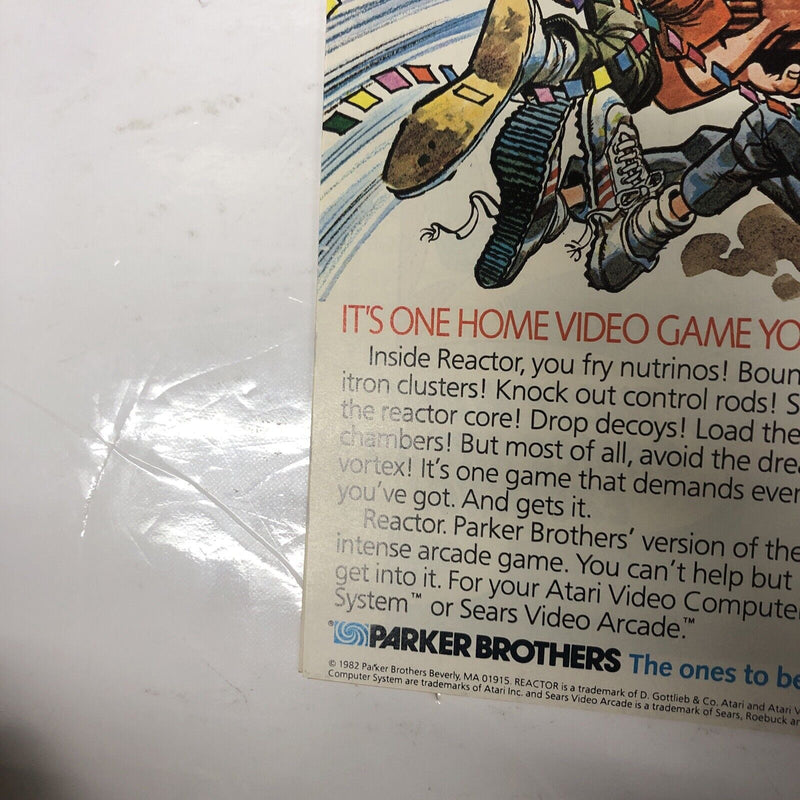 IT'S ONE HOME VIDEO GAME YO
Inside Reactor, you fry nutrinos! Boun
itron clusters! Knock out control rods! S
the reactor core! Drop decoys! Load the
chambers! But most of all, avoid the drea
vortex! It's one game that demands ever
you've got. And gets it.
Reactor. Parker Brothers' version of the
intense arcade game. You can't help but
get into it. For your Atari Video Computer
System™ or Sears Video Arcade.™
®PARKER BROTHERS The ones to be
© 1982 Parker Brothers Beverly, MA 01915. REACTOR is a trademark of D. Gottlieb & Co. Atari and Atari V
Computer System are trademarks of Atari Inc. and Sears Video Arcade is a trademark of Sears, Roebuck an